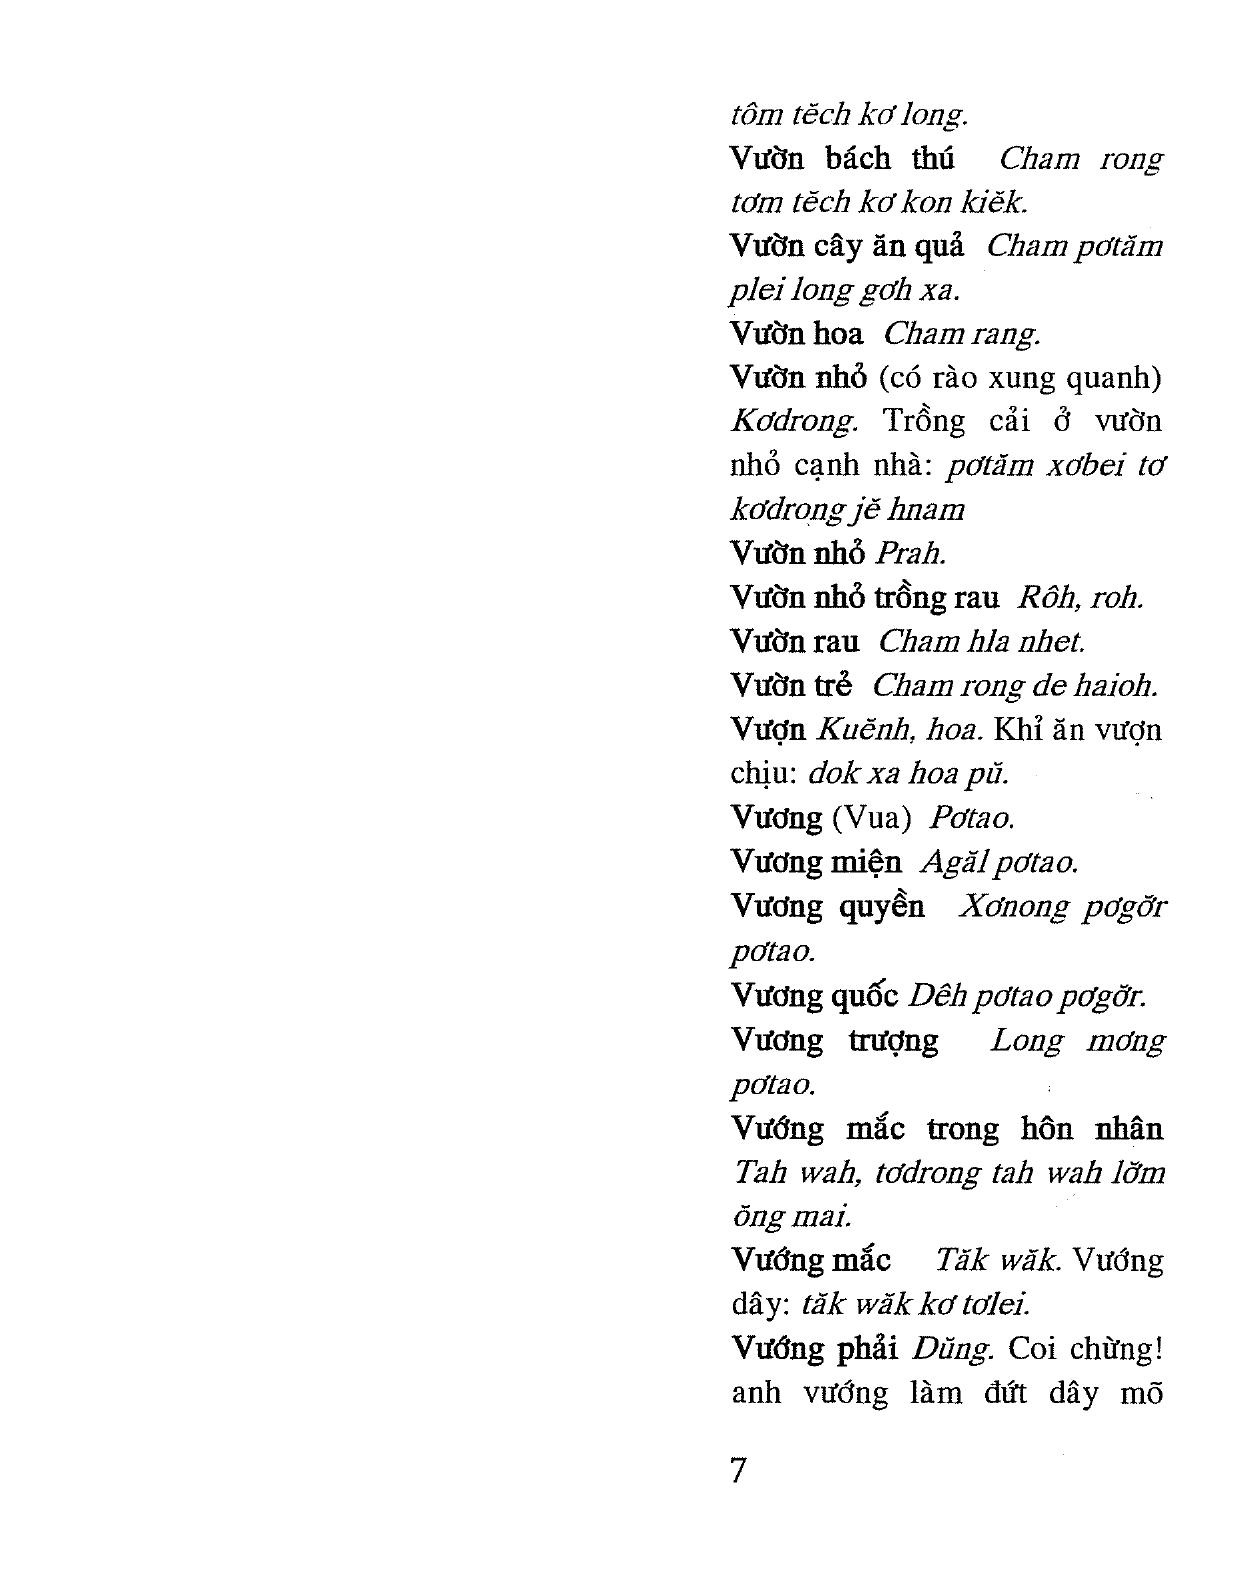 tôm tĕch kơ long.
Vườn bách thú Cham rong
tơm tĕch kơ kon kiĕk.
Vườn cây ăn quả Cham pơtăm
plei long gơh xa.
Vườn hoa Cham rang.
Vườn nhỏ (có rào xung quanh)
Kơdrong. Trồng cải ở vườn
nhỏ cạnh nhà: pơtăm xơbei tơ
kơdrong jĕ hnam
Vườn nhỏ Prah.
Vườn nhỏ trồng rau Rôh, roh.
Vườn rau Cham hla nhet.
Vườn trẻ Cham rong de haioh.
Vượn Kuĕnh, hoa. Khỉ ăn vượn
chịu: dok xa hoa pŭ.
Vương (Vua) Pơtao.
Vương miện Agăl pơtao.
Vương quyền Xơnong pơgơ̆r
pơtao.
Vương quốc Dêh pơtao pơgơ̆r.
Vương trượng Long mơng
pơtao.
Vướng mắc trong hôn nhân
Tah wah, tơdrong tah wah lơ̆m
ŏng mai.
Vướng mắc Tăk wăk. Vướng
dây: tăk wăk kơ tơlei.
Vướng phải Dŭng. Coi chừng!
anh vướng làm đứt dây mõ
7